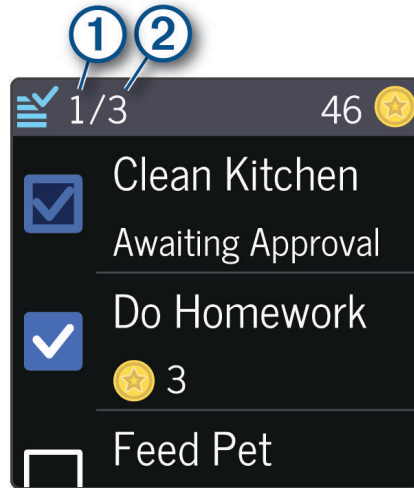 1 2
1/3 46
Clean Kitchen
Awaiting Approval
Do Homework
3
Feed Pet